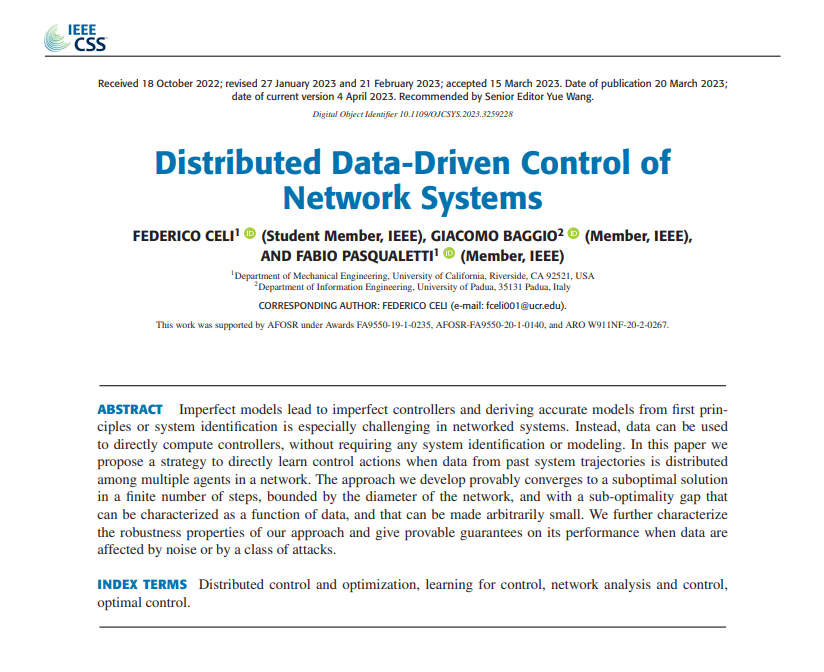 IEEE
CSS
Received 18 October 2022; revised 27 January 2023 and 21 February 2023; accepted 15 March 2023. Date of publication 20 March 2023;
date of current version 4 April 2023. Recommended by Senior Editor Yue Wang.
Digital Object Identifier 10.1109/OJCSYS.2023.3259228
Distributed Data-Driven Control of
Network Systems
FEDERICO CELI1 iD (Student Member, IEEE), GIACOMO BAGGIO2 iD (Member, IEEE),
AND FABIO PASQUALETTI1 iD (Member, IEEE)
1Department of Mechanical Engineering, University of California, Riverside, CA 92521, USA
2Department of Information Engineering, University of Padua, 35131 Padua, Italy
CORRESPONDING AUTHOR: FEDERICO CELI (e-mail: fceli001@ucr.edu).
This work was supported by AFOSR under Awards FA9550-19-1-0235, AFOSR-FA9550-20-1-0140, and ARO W911NF-20-2-0267.
ABSTRACT Imperfect models lead to imperfect controllers and deriving accurate models from first prin-
ciples or system identification is especially challenging in networked systems. Instead, data can be used
to directly compute controllers, without requiring any system identification or modeling. In this paper we
propose a strategy to directly learn control actions when data from past system trajectories is distributed
among multiple agents in a network. The approach we develop provably converges to a suboptimal solution
in a finite number of steps, bounded by the diameter of the network, and with a sub-optimality gap that
can be characterized as a function of data, and that can be made arbitrarily small. We further characterize
the robustness properties of our approach and give provable guarantees on its performance when data are
affected by noise or by a class of attacks.
INDEX TERMS Distributed control and optimization, learning for control, network analysis and control,
optimal control.